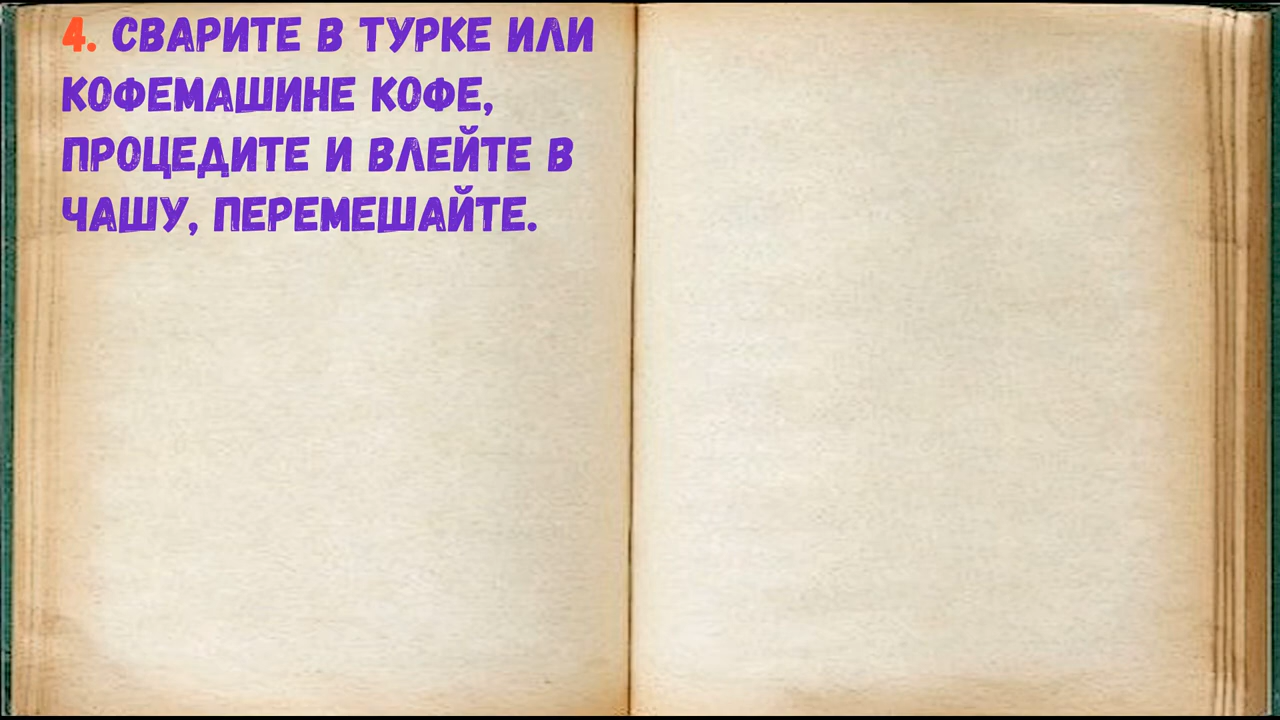 4. СВАРИТЕ В ТУРКЕ ИЛИ
КОФЕМАШИНЕ КОФЕ,
ПРОЦЕДИТЕ И ВЛЕЙТЕ В
ЧАШУ, ПЕРЕМЕШАЙТЕ.